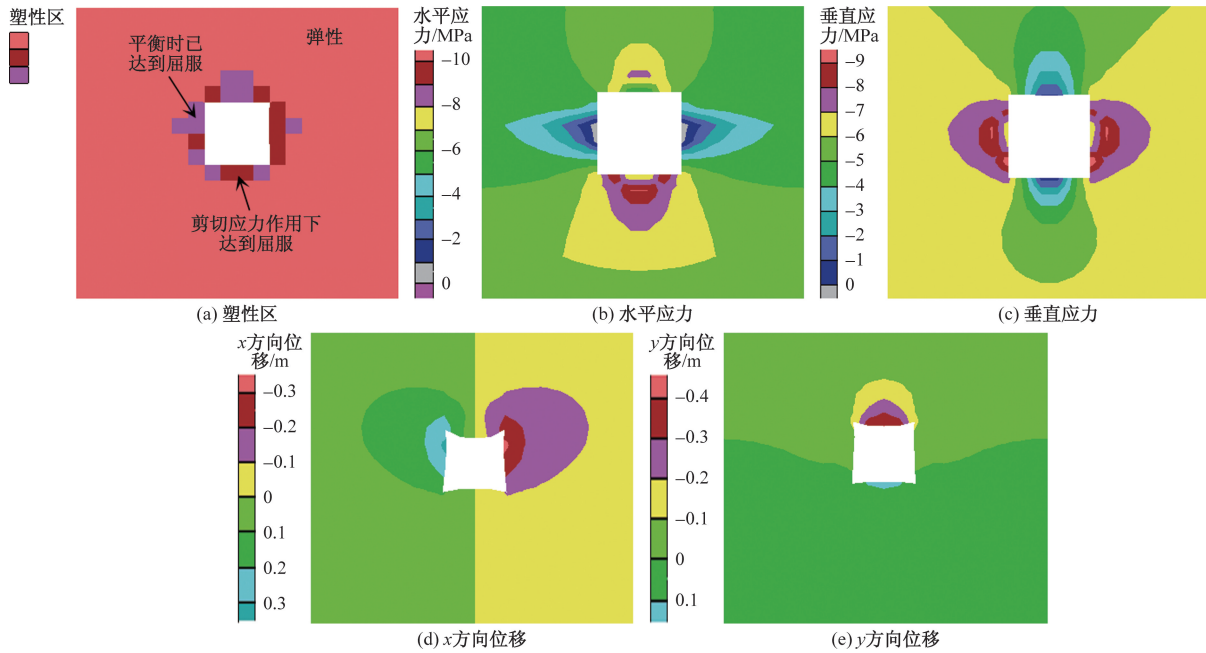 塑性区
平衡时已
达到屈服
弹性
剪切应力作用下
达到屈服
(a) 塑性区
水平应
力/MPa
–10
–8
–6
–4
–2
0
(b) 水平应力
垂直应
力/MPa
–9
–8
–7
–6
–5
–4
–3
–2
–1
0
(c) 垂直应力
x方向位
移/m
–0.3
–0.2
–0.1
0
0.1
0.2
0.3
(d) x方向位移
y方向位
移/m
–0.4
–0.3
–0.2
–0.1
0
0.1
(e) y方向位移